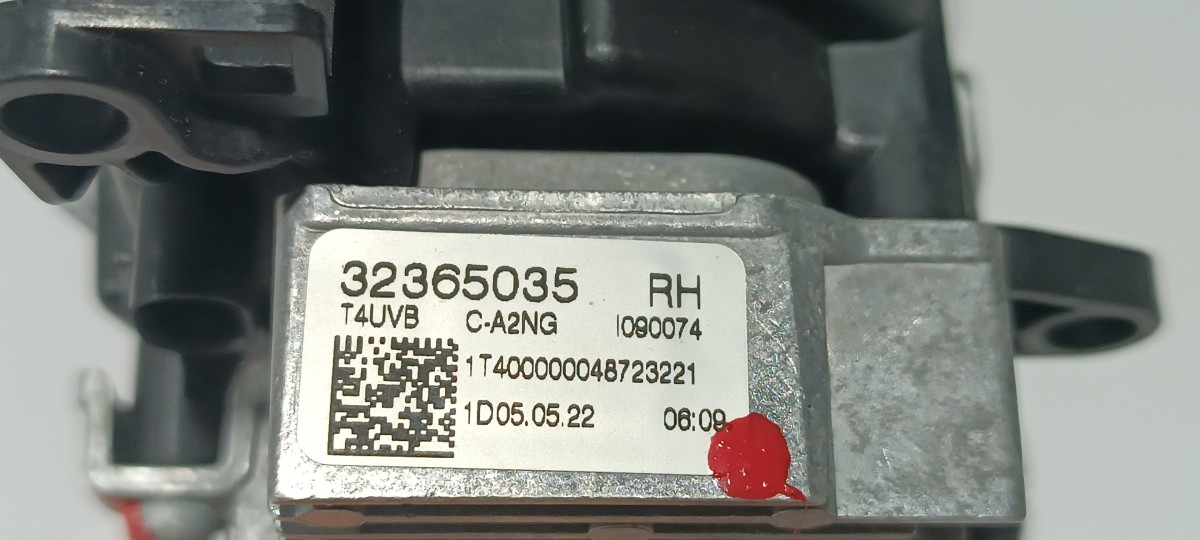 32365035 RH
T4UVB C-A2NG I090074
1T400000048723221
1D05.05.22 06:09